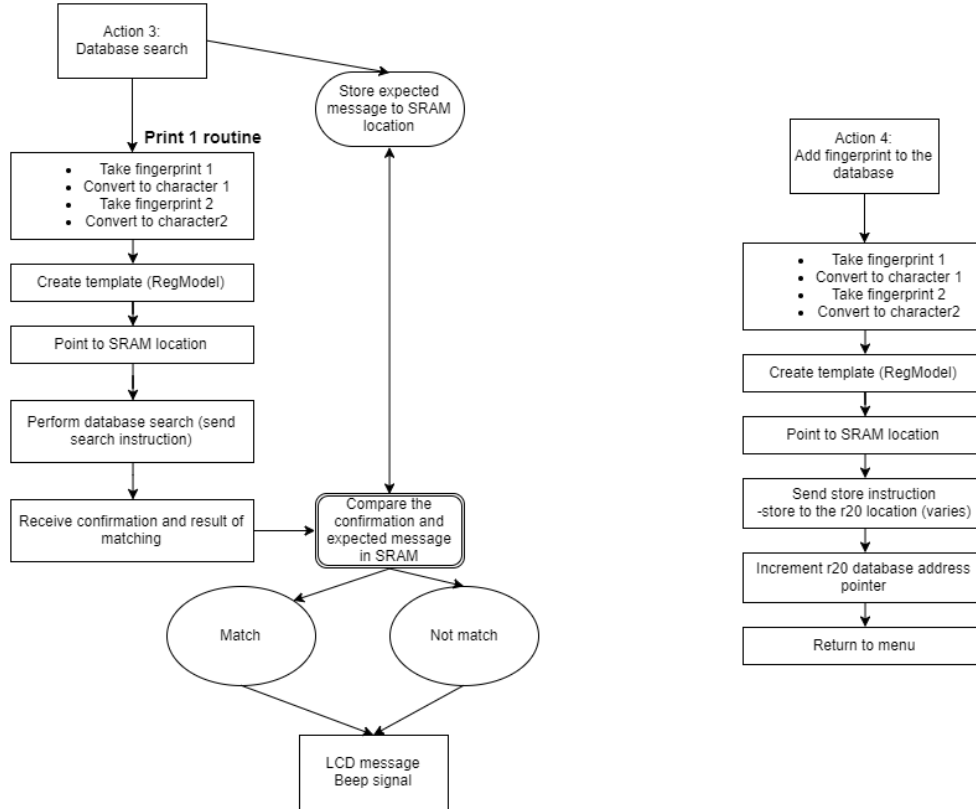 Action 3:
Database search
Store expected
message to SRAM
location
Print 1 routine
Take fingerprint 1
Convert to character 1
Take fingerprint 2
Convert to character2
Create template (RegModel)
Point to SRAM location
Perform database search (send
search instruction)
Receive confirmation and result of
matching
Compare the
confirmation and
expected message
in SRAM
Match
Not match
LCD message
Beep signal
Action 4:
Add fingerprint to the
database
Take fingerprint 1
Convert to character 1
Take fingerprint 2
Convert to character2
Create template (RegModel)
Point to SRAM location
Send store instruction
-store to the r20 location (varies)
Increment r20 database address
pointer
Return to menu